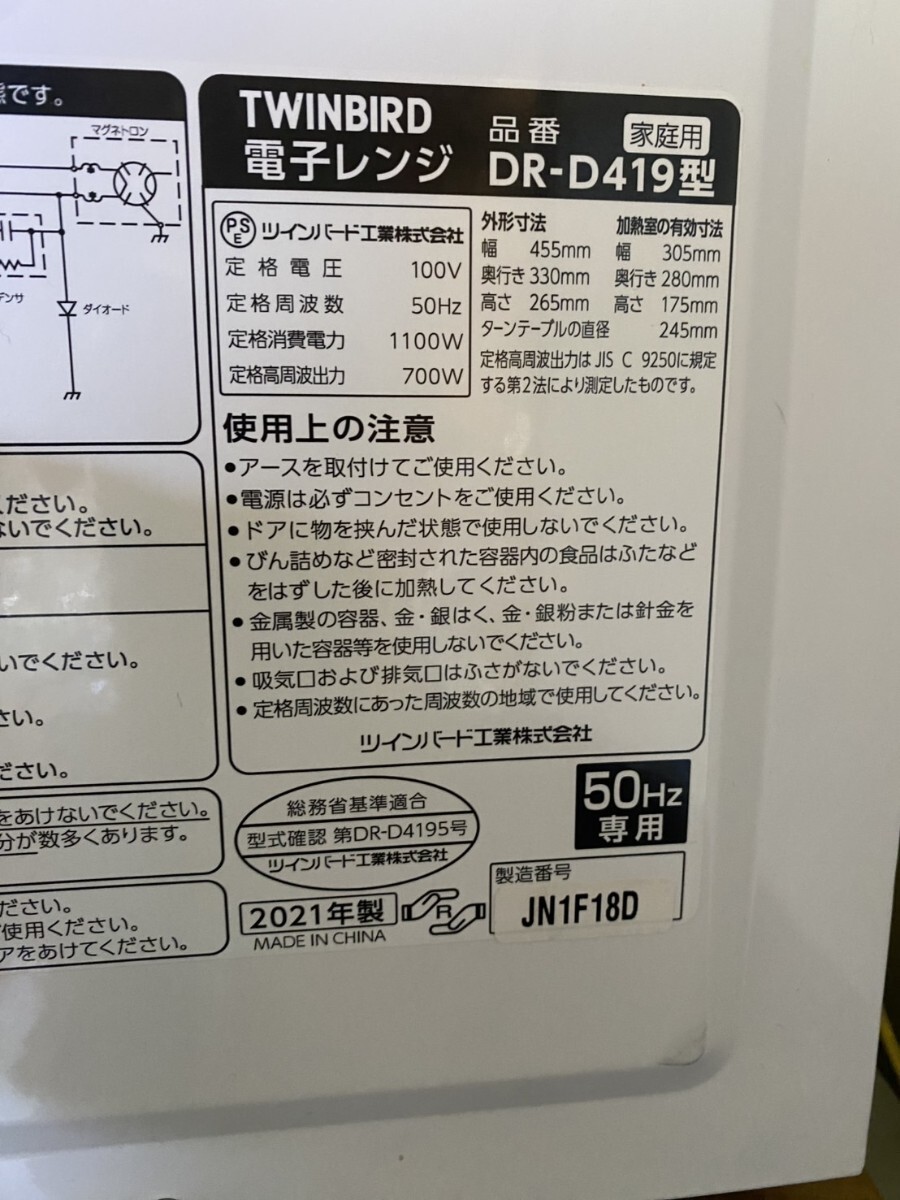 態です。
マグネトロン
デンサ
ダイオード
ください。
ないでください。
いでください。
さい。
ださい。
をあけないでください。
分が数多くあります。
ださい。
使用ください。
アをあけてください。
TWINBIRD
電子レンジ
品番
家庭用
DR-D419型
PSE ツインバード工業株式会社
定格電圧 100V
定格周波数 50Hz
定格消費電力 1100W
定格高周波出力 700W
外形寸法
幅 455mm
奥行き 330mm
高さ 265mm
加熱室の有効寸法
幅 305mm
奥行き 280mm
高さ 175mm
ターンテーブルの直径 245mm
定格高周波出力は JIS C 9250に規定
する第2法により測定したものです。
使用上の注意
●アースを取付けてご使用ください。
●電源は必ずコンセントをご使用ください。
●ドアに物を挟んだ状態で使用しないでください。
●びん詰めなど密封された容器内の食品はふたなど
をはずした後に加熱してください。
●金属製の容器、金・銀はく、金・銀粉または針金を
用いた容器等を使用しないでください。
●吸気口および排気口はふさがないでください。
●定格周波数にあった周波数の地域で使用してください。
ツインバード工業株式会社
総務省基準適合
型式確認 第DR-D4195号
ツインバード工業株式会社
50Hz
専用
2021年製
R
MADE IN CHINA
製造番号
JN1F18D